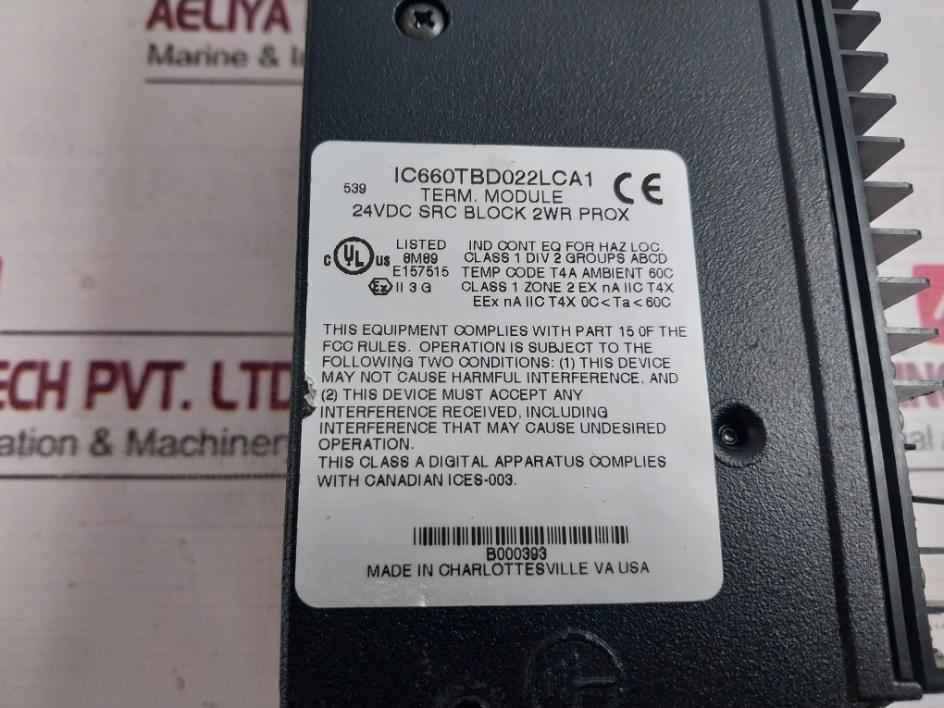 AELIYA
Marine & I
539
IC660TBD022LCA1
CE
TERM. MODULE
24VDC SRC BLOCK 2WR PROX
C UL US
LISTED
8M89
E157515
Ex II 3 G
IND CONT EQ FOR HAZ LOC.
CLASS 1 DIV 2 GROUPS ABCD
TEMP CODE T4A AMBIENT 60C
CLASS 1 ZONE 2 EX nA IIC T4X
EEx nA IIC T4X 0C<Ta<60C
THIS EQUIPMENT COMPLIES WITH PART 15 0F THE
FCC RULES. OPERATION IS SUBJECT TO THE
FOLLOWING TWO CONDITIONS: (1) THIS DEVICE
MAY NOT CAUSE HARMFUL INTERFERENCE, AND
(2) THIS DEVICE MUST ACCEPT ANY
INTERFERENCE RECEIVED, INCLUDING
INTERFERENCE THAT MAY CAUSE UNDESIRED
OPERATION.
THIS CLASS A DIGITAL APPARATUS COMPLIES
WITH CANADIAN ICES-003.
B000393
MADE IN CHARLOTTESVILLE VA USA
ECH PVT. LTD
ation & Machiner